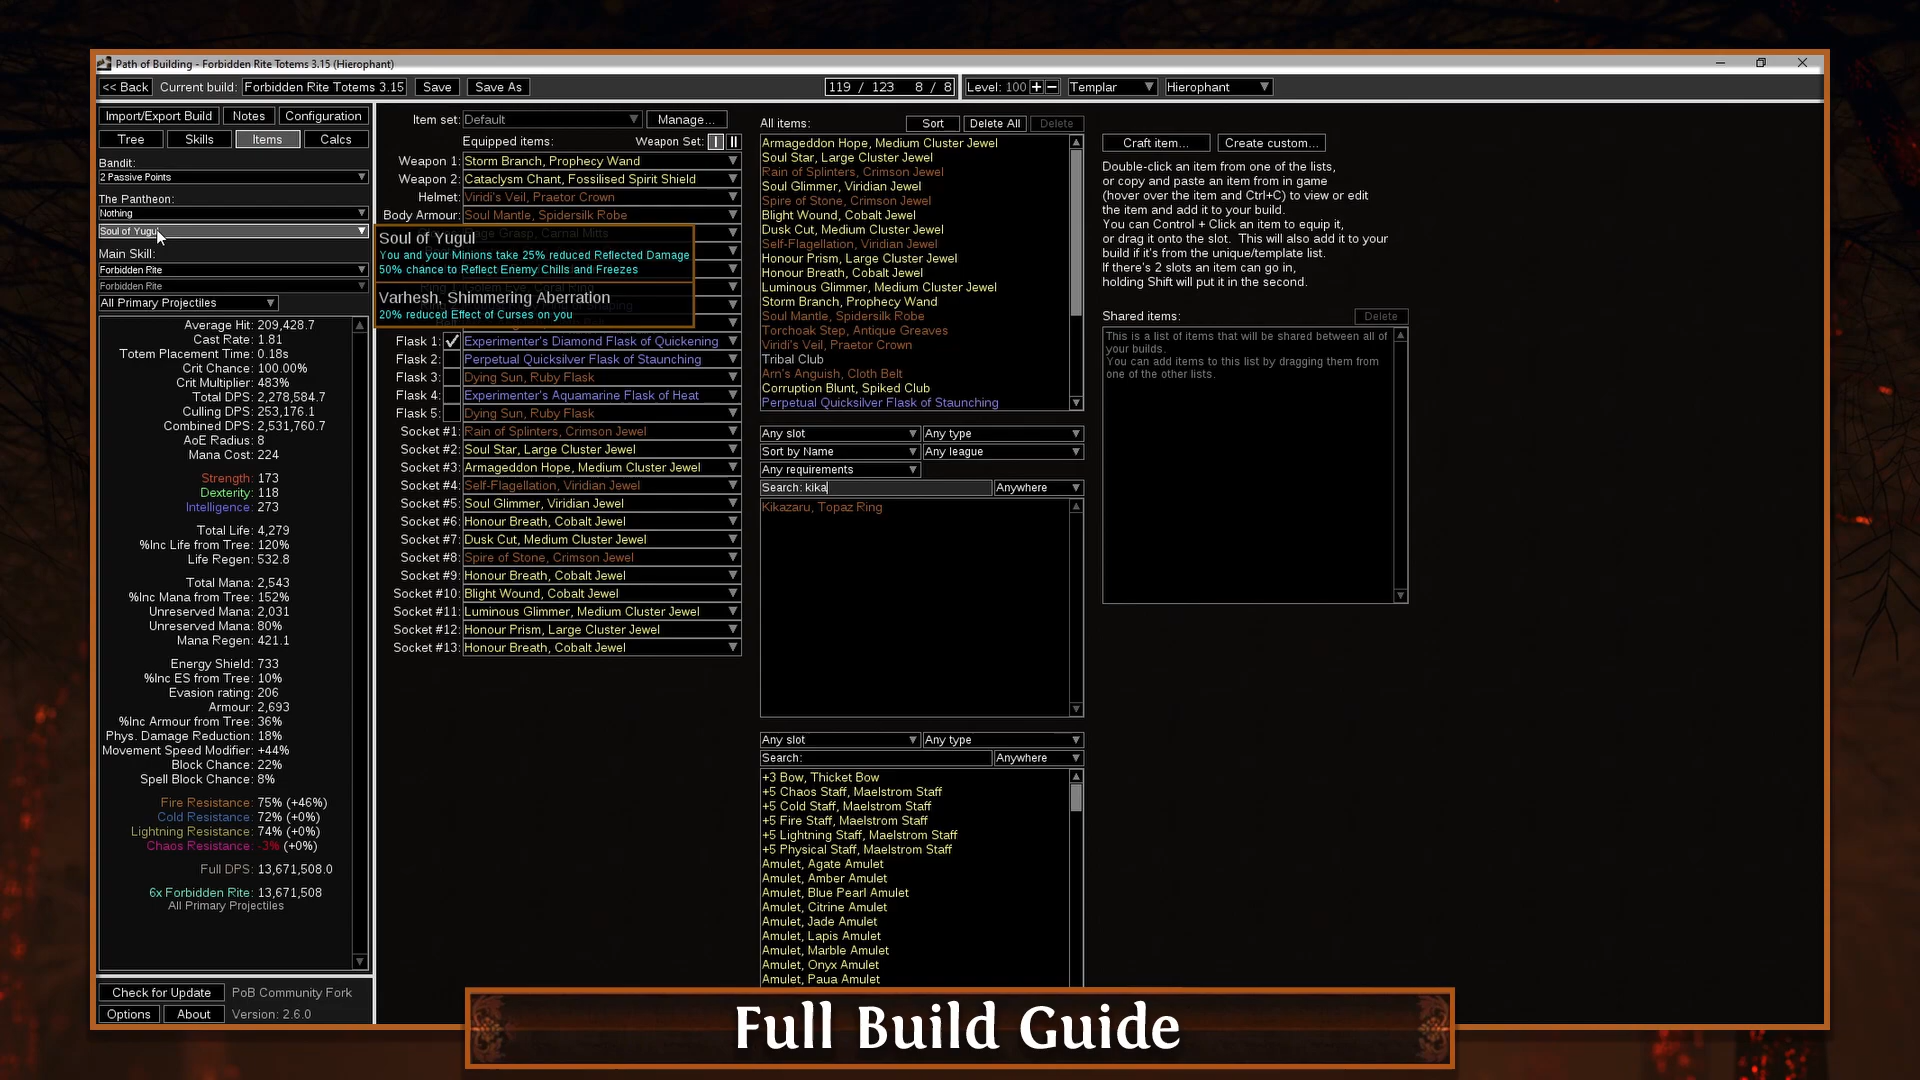 Path of Building - Forbidden Rite Totems 3.15 (Hierophant)
<< Back Current build: Forbidden Rite Totems 3.15 Save Save As 119 / 123 8 / 8 Level: 100 Templar Hierophant
Import/Export Build Notes Configuration
Tree Skills Items Calcs
Bandit:
2 Passive Points
The Pantheon:
Nothing
Soul of Yugul
Main Skill:
Forbidden Rite
Forbidden Rite
All Primary Projectiles
Average Hit: 209,428.7
Cast Rate: 1.81
Totem Placement Time: 0.18s
Crit Chance: 100.00%
Crit Multiplier: 483%
Total DPS: 2,278,584.7
Culling DPS: 253,176.1
Combined DPS: 2,531,760.7
AoE Radius: 8
Mana Cost: 224
Strength: 173
Dexterity: 118
Intelligence: 273
Total Life: 4,279
%Inc Life from Tree: 120%
Life Regen: 532.8
Total Mana: 2,543
%Inc Mana from Tree: 152%
Unreserved Mana: 2,031
Unreserved Mana: 80%
Mana Regen: 421.1
Energy Shield: 733
%Inc ES from Tree: 10%
Evasion rating: 206
Armour: 2,693
%Inc Armour from Tree: 36%
Phys. Damage Reduction: 18%
Movement Speed Modifier: +44%
Block Chance: 22%
Spell Block Chance: 8%
Fire Resistance: 75% (+46%)
Cold Resistance: 72% (+0%)
Lightning Resistance: 74% (+0%)
Chaos Resistance: -3% (+0%)
Full DPS: 13,671,508.0
6x Forbidden Rite: 13,671,508
All Primary Projectiles
Check for Update PoB Community Fork
Options About Version: 2.6.0
Item set: Default Manage...
Equipped items: Weapon Set: I II
Weapon 1: Storm Branch, Prophecy Wand
Weapon 2: Cataclysm Chant, Fossilised Spirit Shield
Helmet: Viridi's Veil, Praetor Crown
Body Armour: Soul Mantle, Spidersilk Robe
Soul of Yugul
You and your Minions take 25% reduced Reflected Damage
50% chance to Reflect Enemy Chills and Freezes
Varhesh, Shimmering Aberration
20% reduced Effect of Curses on you
Flask 1: Experimenter's Diamond Flask of Quickening
Flask 2: Perpetual Quicksilver Flask of Staunching
Flask 3: Dying Sun, Ruby Flask
Flask 4: Experimenter's Aquamarine Flask of Heat
Flask 5: Dying Sun, Ruby Flask
Socket #1: Rain of Splinters, Crimson Jewel
Socket #2: Soul Star, Large Cluster Jewel
Socket #3: Armageddon Hope, Medium Cluster Jewel
Socket #4: Self-Flagellation, Viridian Jewel
Socket #5: Soul Glimmer, Viridian Jewel
Socket #6: Honour Breath, Cobalt Jewel
Socket #7: Dusk Cut, Medium Cluster Jewel
Socket #8: Spire of Stone, Crimson Jewel
Socket #9: Honour Breath, Cobalt Jewel
Socket #10: Blight Wound, Cobalt Jewel
Socket #11: Luminous Glimmer, Medium Cluster Jewel
Socket #12: Honour Prism, Large Cluster Jewel
Socket #13: Honour Breath, Cobalt Jewel
All items: Sort Delete All Delete
Armageddon Hope, Medium Cluster Jewel
Soul Star, Large Cluster Jewel
Rain of Splinters, Crimson Jewel
Soul Glimmer, Viridian Jewel
Spire of Stone, Crimson Jewel
Blight Wound, Cobalt Jewel
Dusk Cut, Medium Cluster Jewel
Self-Flagellation, Viridian Jewel
Honour Prism, Large Cluster Jewel
Honour Breath, Cobalt Jewel
Luminous Glimmer, Medium Cluster Jewel
Storm Branch, Prophecy Wand
Soul Mantle, Spidersilk Robe
Torchoak Step, Antique Greaves
Viridi's Veil, Praetor Crown
Tribal Club
Arn's Anguish, Cloth Belt
Corruption Blunt, Spiked Club
Perpetual Quicksilver Flask of Staunching
Any slot Any type
Sort by Name Any league
Any requirements
Search: kika Anywhere
Kikazaru, Topaz Ring
Any slot Any type
Search: Anywhere
+3 Bow, Thicket Bow
+5 Chaos Staff, Maelstrom Staff
+5 Cold Staff, Maelstrom Staff
+5 Fire Staff, Maelstrom Staff
+5 Lightning Staff, Maelstrom Staff
+5 Physical Staff, Maelstrom Staff
Amulet, Agate Amulet
Amulet, Amber Amulet
Amulet, Blue Pearl Amulet
Amulet, Citrine Amulet
Amulet, Jade Amulet
Amulet, Lapis Amulet
Amulet, Marble Amulet
Amulet, Onyx Amulet
Amulet, Paua Amulet
Craft item... Create custom...
Double-click an item from one of the lists,
or copy and paste an item from in game
(hover over the item and Ctrl+C) to view or edit
the item and add it to your build.
You can Control + Click an item to equip it,
or drag it onto the slot. This will also add it to your
build if it's from the unique/template list.
If there's 2 slots an item can go in,
holding Shift will put it in the second.
Shared items: Delete
This is a list of items that will be shared between all of
your builds.
You can add items to this list by dragging them from
one of the other lists.
Full Build Guide